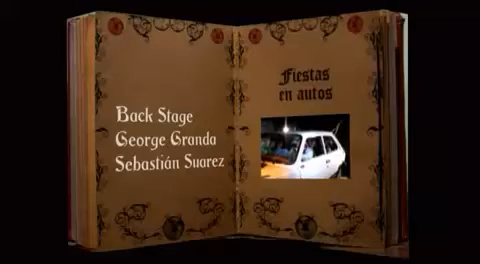 Back Stage
George Granda
Sebastián Suarez
Fiestas
en autos